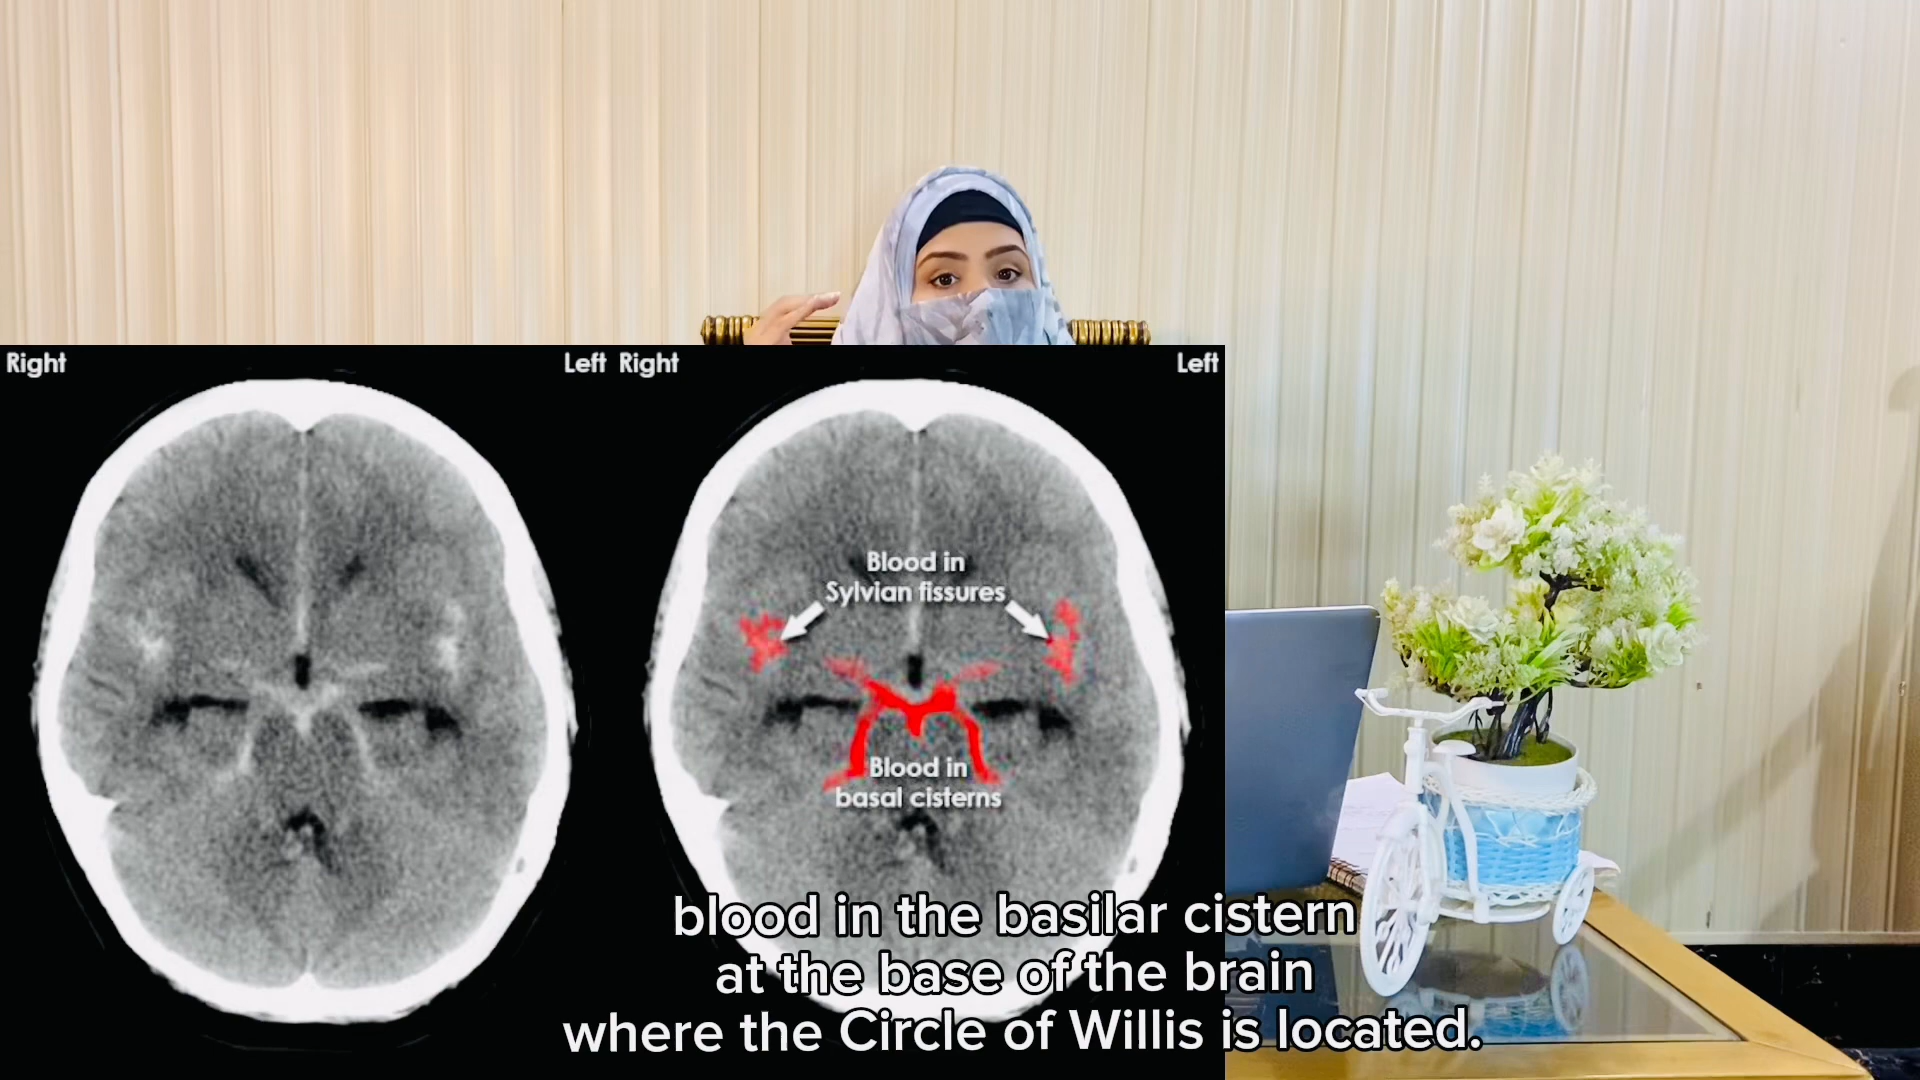 Right
Left
Right
Left
Blood in
Sylvian fissures
Blood in
basal cisterns
blood in the basilar cistern
at the base of the brain
where the Circle of Willis is located.